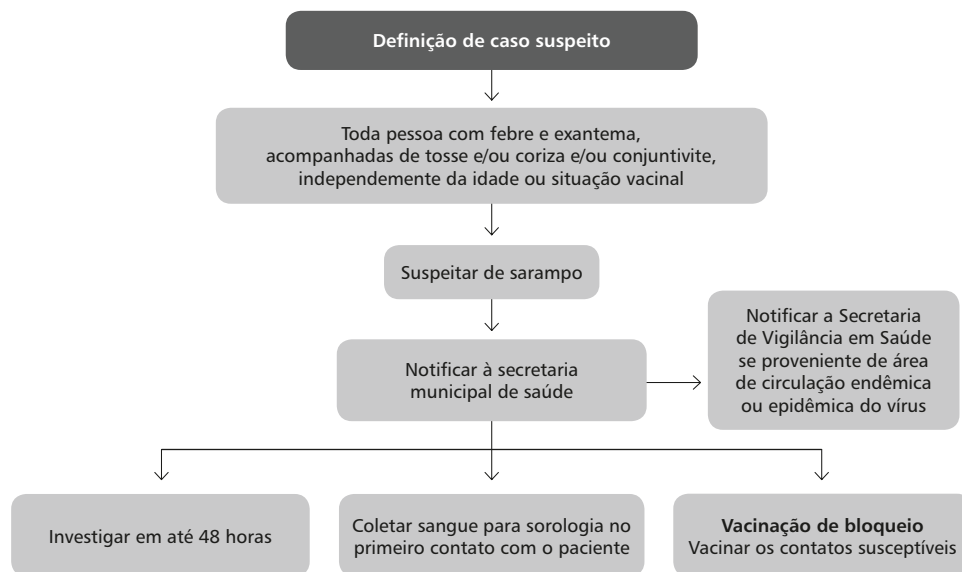 Definição de caso suspeito
Toda pessoa com febre e exantema,
acompanhadas de tosse e/ou coriza e/ou conjuntivite,
independemente da idade ou situação vacinal
Suspeitar de sarampo
Notificar à secretaria
municipal de saúde
Notificar a Secretaria
de Vigilância em Saúde
se proveniente de área
de circulação endêmica
ou epidêmica do vírus
Investigar em até 48 horas
Coletar sangue para sorologia no
primeiro contato com o paciente
Vacinação de bloqueio
Vacinar os contatos susceptíveis